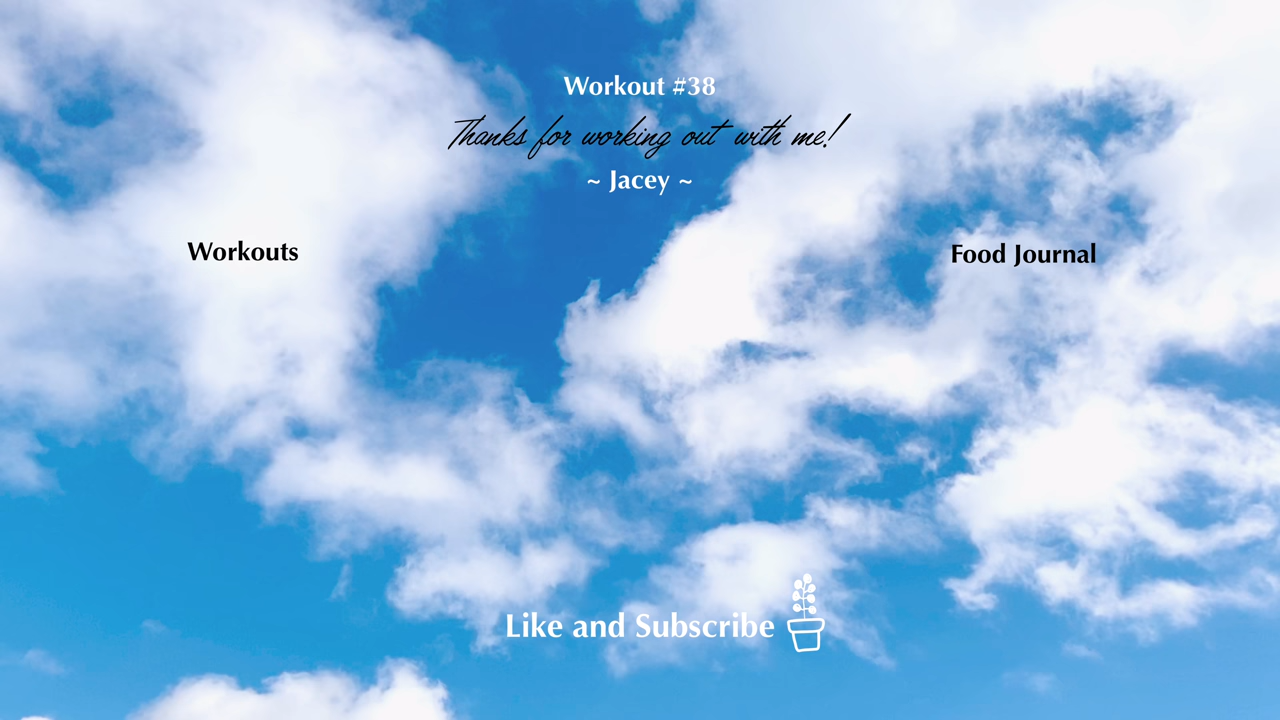 Workout #38
Thanks for working out with me!
~ Jacey ~
Workouts
Food Journal
Like and Subscribe